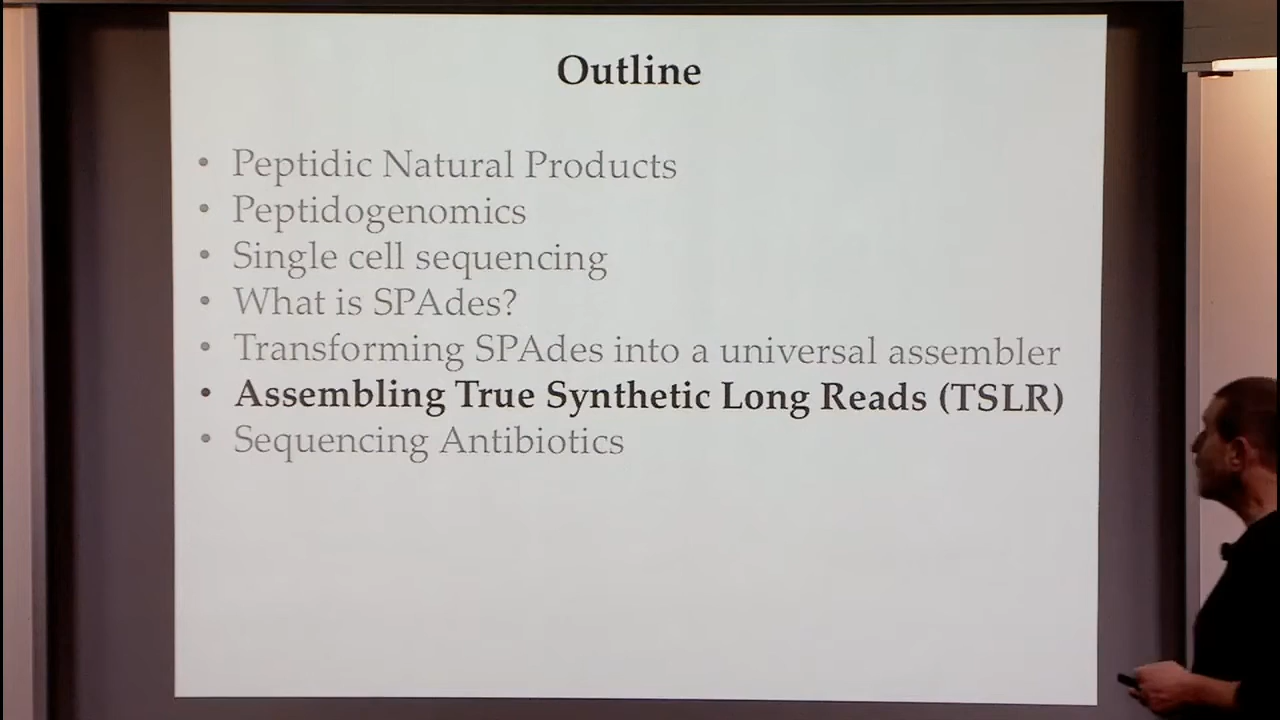 Outline
• Peptidic Natural Products
• Peptidogenomics
• Single cell sequencing
• What is SPAdes?
• Transforming SPAdes into a universal assembler
• Assembling True Synthetic Long Reads (TSLR)
• Sequencing Antibiotics